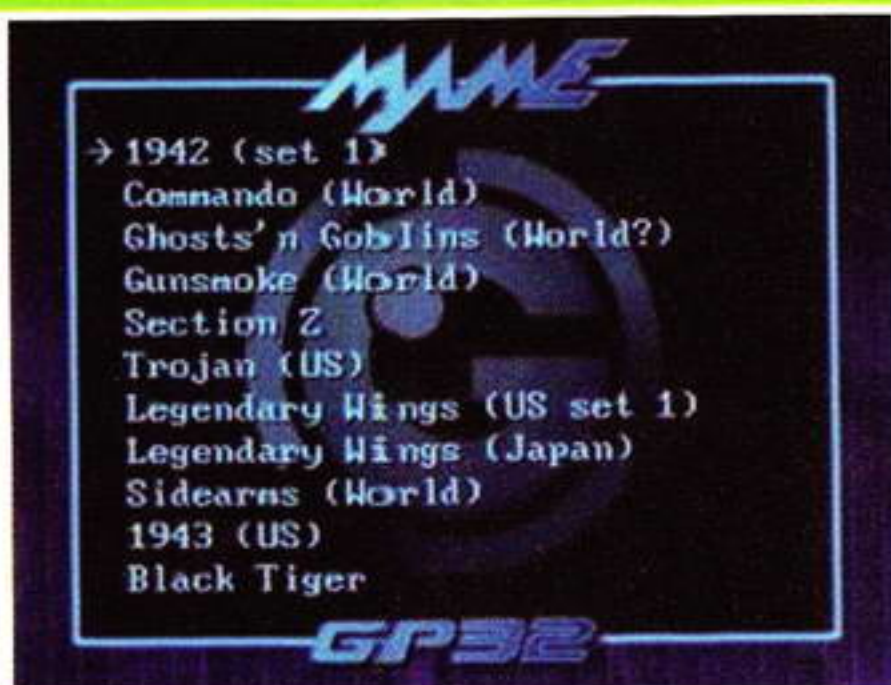 MAME
→ 1942 (set 1)
Commando (World)
Ghosts'n Goblins (World?)
Gunsmoke (World)
Section Z
Trojan (US)
Legendary Wings (US set 1)
Legendary Wings (Japan)
Sidearms (World)
1943 (US)
Black Tiger
GP32